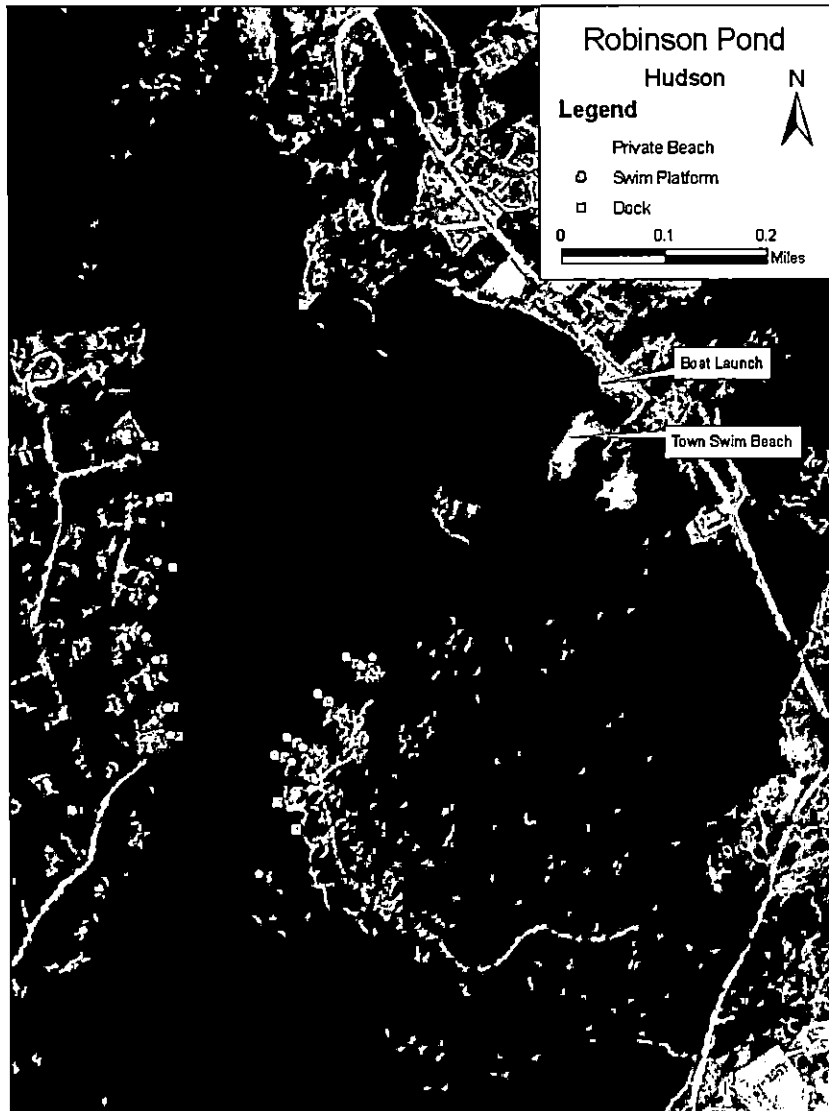 Robinson Pond
Hudson
N
Legend
Private Beach
Swim Platform
Dock
0 0.1 0.2
Miles
Boat Launch
Town Swim Beach